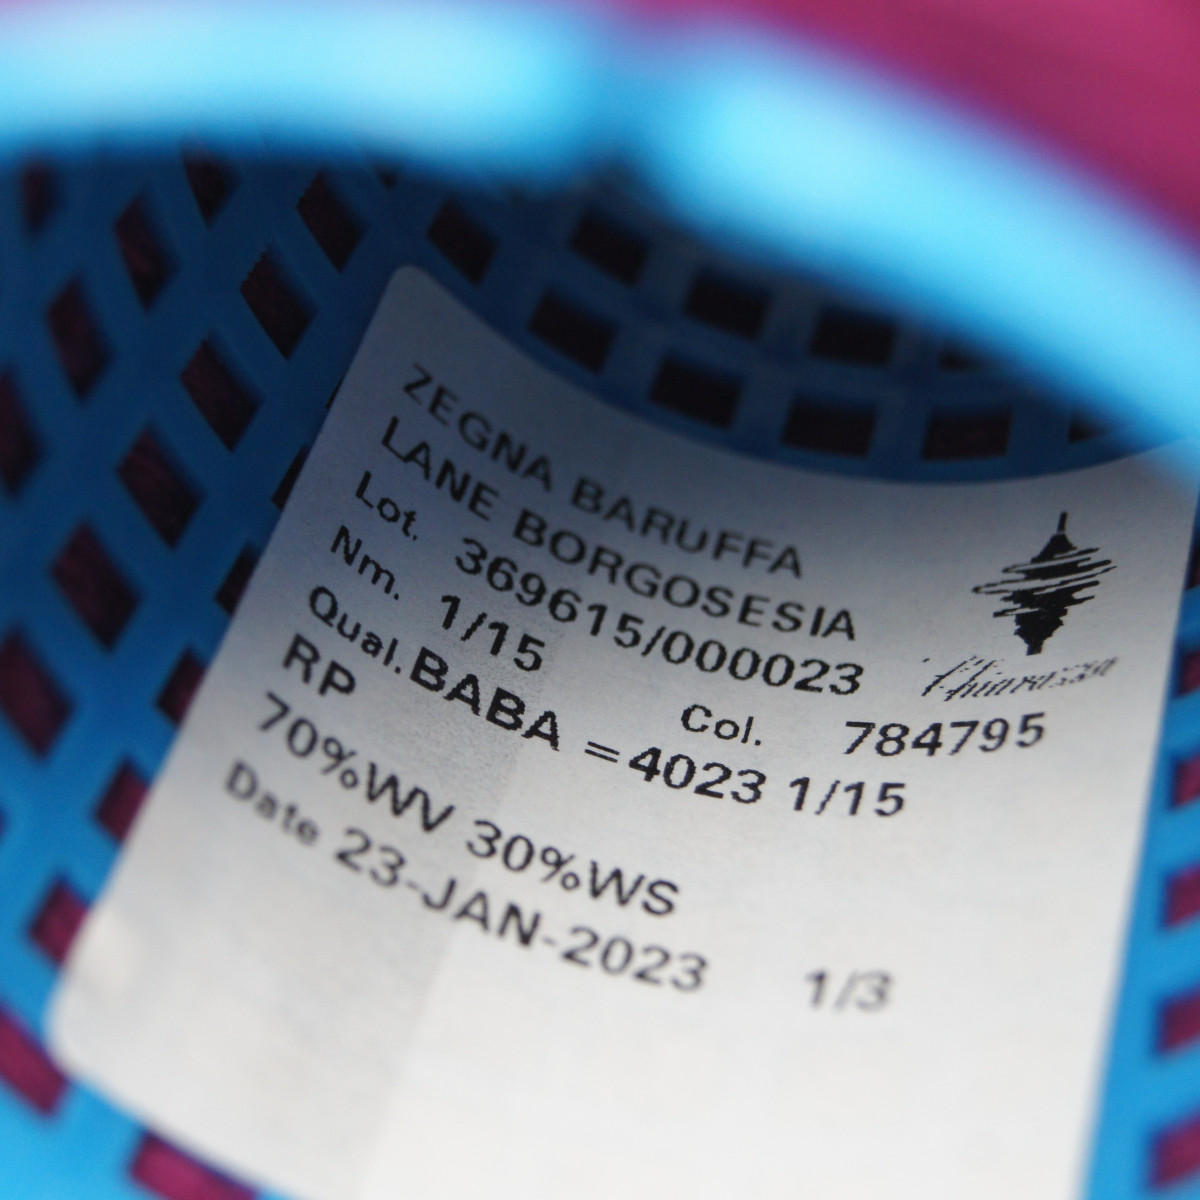 ZEGNA BARUFFA
LANE BORGOSESIA
Lot. 369615/000023
Nm. 1/15 Col. 784795
Qual.BABA =4023 1/15
RP
70%WV 30%WS
Date 23-JAN-2023 1/3